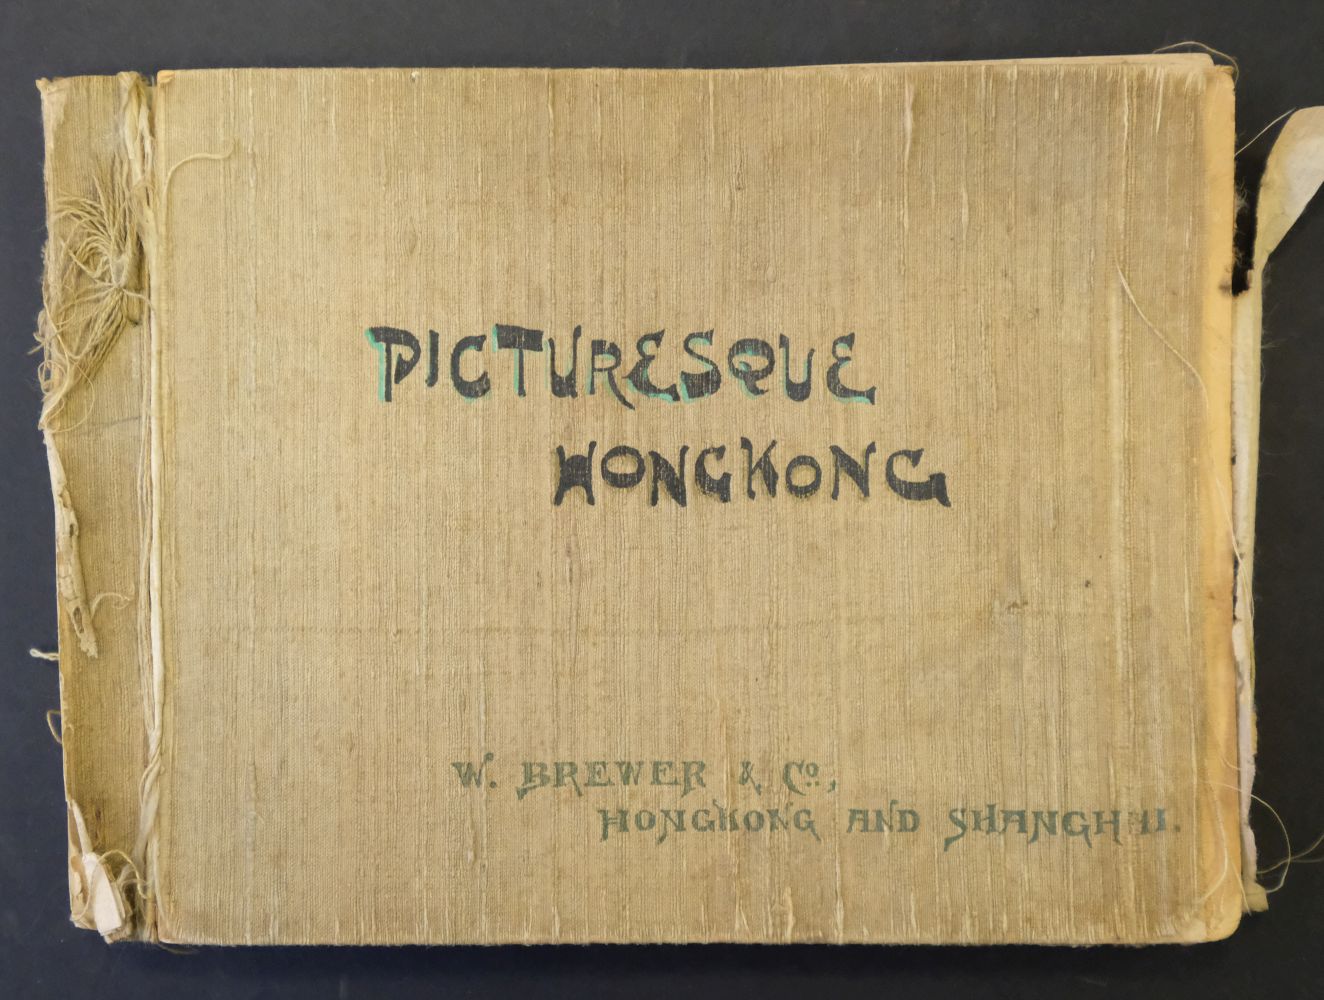 PICTURESQUE
HONGKONG
W. BREWER & Co.,
HONGKONG AND SHANGHAI.